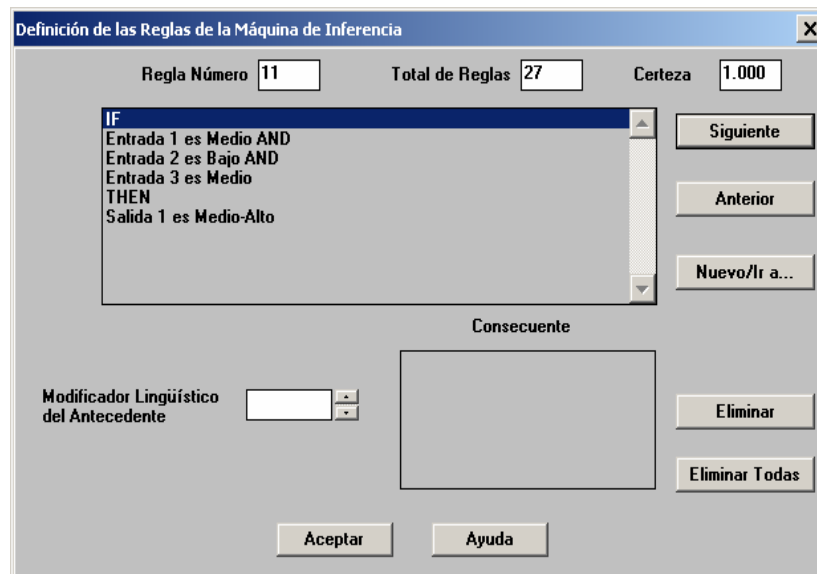 Definición de las Reglas de la Máquina de Inferencia
Regla Número 11 Total de Reglas 27 Certeza 1.000
IF
Entrada 1 es Medio AND
Entrada 2 es Bajo AND
Entrada 3 es Medio
THEN
Salida 1 es Medio-Alto
Siguiente
Anterior
Nuevo/Ir a...
Consecuente
Modificador Lingüístico
del Antecedente
Eliminar
Eliminar Todas
Aceptar Ayuda